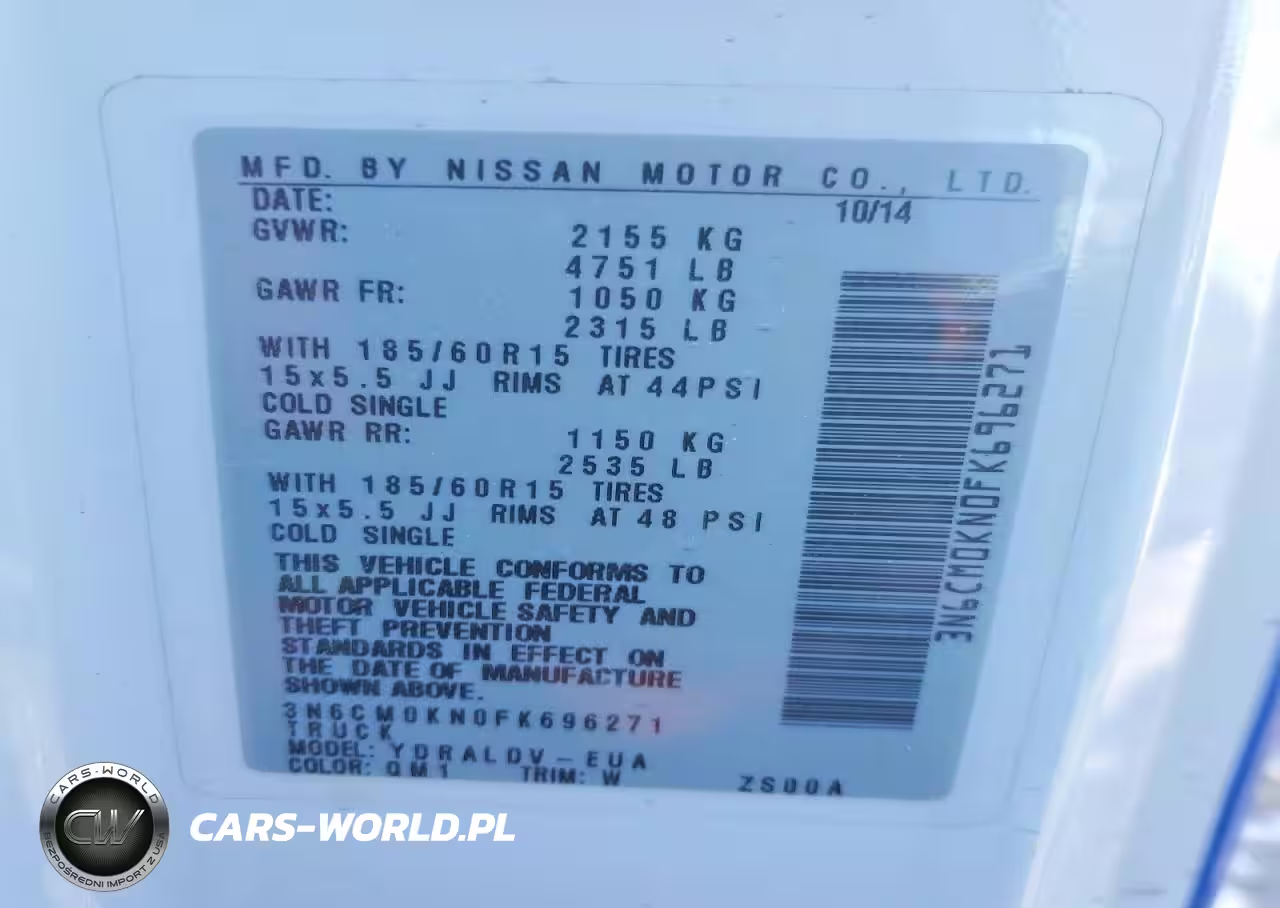 MFD. BY NISSAN MOTOR CO., LTD.
DATE: 10/14
GVWR: 2155 KG
4751 LB
GAWR FR: 1050 KG
2315 LB
WITH 185/60R15 TIRES
15x5.5 JJ RIMS AT 44PSI
COLD SINGLE
GAWR RR: 1150 KG
2535 LB
WITH 185/60R15 TIRES
15x5.5 JJ RIMS AT 48 PSI
COLD SINGLE
THIS VEHICLE CONFORMS TO
ALL APPLICABLE FEDERAL
MOTOR VEHICLE SAFETY AND
THEFT PREVENTION
STANDARDS IN EFFECT ON
THE DATE OF MANUFACTURE
SHOWN ABOVE.
3N6CM0KN0FK696271
TRUCK
MODEL: YDRALDV-EUA
COLOR: QM1 TRIM: W ZS00A
3N6CM0KN0FK696271
CARS-WORLD
CW
BEZPOŚREDNI IMPORT Z USA
CARS-WORLD.PL